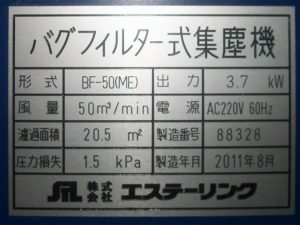 バグフィルター式集塵機
形式 BF-50(ME) 出力 3.7 kW
風量 50m³/min 電源 AC220V 60Hz
濾過面積 20.5 m² 製造番号 88328
圧力損失 1.5 kPa 製造年月 2011年8月
株式会社 エステーリンク